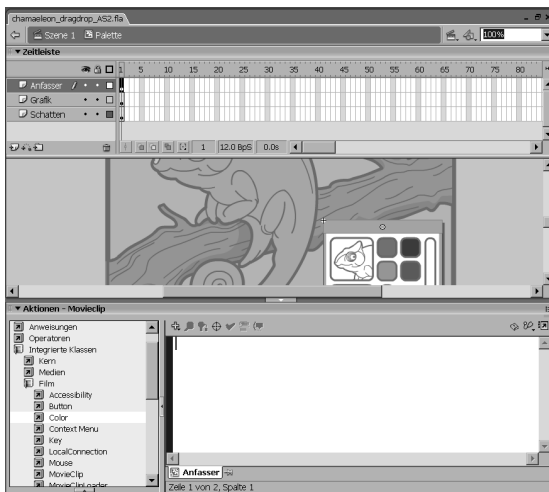 chamaeleon_dragdrop_AS2.fla
Szene 1 Palette 100%
Zeitleiste
1 5 10 15 20 25 30 35 40 45 50 55 60 65 70 75 80
Anfasser
Grafik
Schatten
1 12.0 BpS 0.0s
Aktionen - Movieclip
Anweisungen
Operatoren
Integrierte Klassen
Kern
Medien
Film
Accessibility
Button
Color
Context Menu
Key
LocalConnection
Mouse
MovieClip
MovieClipLoader
Anfasser
Zeile 1 von 2, Spalte 1